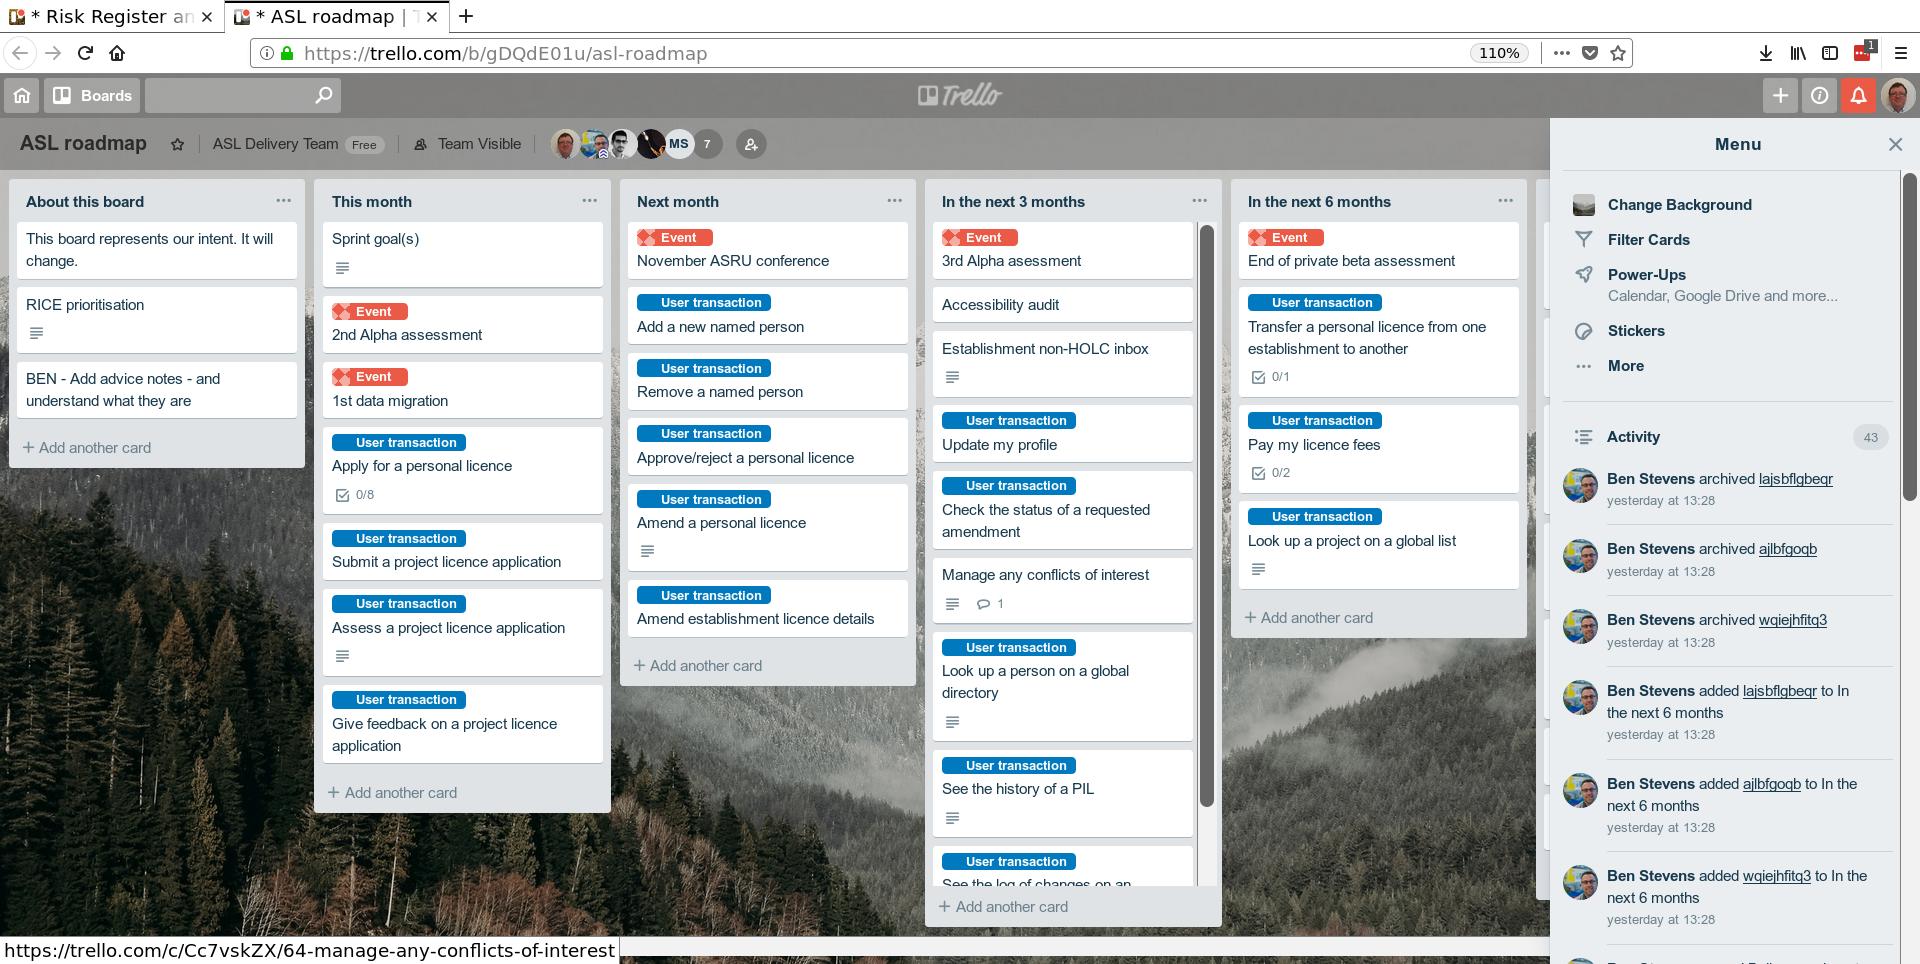 * Risk Register an
* ASL roadmap | T
https://trello.com/b/gDQdE01u/asl-roadmap
110%
1
Boards
Trello
ASL roadmap
ASL Delivery Team
Free
Team Visible
MS
7
Menu
About this board
This board represents our intent. It will
change.
RICE prioritisation
BEN - Add advice notes - and
understand what they are
+ Add another card
This month
Sprint goal(s)
Event
2nd Alpha assessment
Event
1st data migration
User transaction
Apply for a personal licence
0/8
User transaction
Submit a project licence application
User transaction
Assess a project licence application
User transaction
Give feedback on a project licence
application
+ Add another card
Next month
Event
November ASRU conference
User transaction
Add a new named person
User transaction
Remove a named person
User transaction
Approve/reject a personal licence
User transaction
Amend a personal licence
User transaction
Amend establishment licence details
+ Add another card
In the next 3 months
Event
3rd Alpha asessment
Accessibility audit
Establishment non-HOLC inbox
User transaction
Update my profile
User transaction
Check the status of a requested
amendment
Manage any conflicts of interest
1
User transaction
Look up a person on a global
directory
User transaction
See the history of a PIL
User transaction
See the log of changes on an
+ Add another card
In the next 6 months
Event
End of private beta assessment
User transaction
Transfer a personal licence from one
establishment to another
0/1
User transaction
Pay my licence fees
0/2
User transaction
Look up a project on a global list
+ Add another card
Change Background
Filter Cards
Power-Ups
Calendar, Google Drive and more...
Stickers
More
Activity
43
Ben Stevens archived lajsbflgbeqr
yesterday at 13:28
Ben Stevens archived ajlbfgoqb
yesterday at 13:28
Ben Stevens archived wqiejhfitq3
yesterday at 13:28
Ben Stevens added lajsbflgbeqr to In
the next 6 months
yesterday at 13:28
Ben Stevens added ajlbfgoqb to In the
next 6 months
yesterday at 13:28
Ben Stevens added wqiejhfitq3 to In the
next 6 months
yesterday at 13:28
https://trello.com/c/Cc7vskZX/64-manage-any-conflicts-of-interest